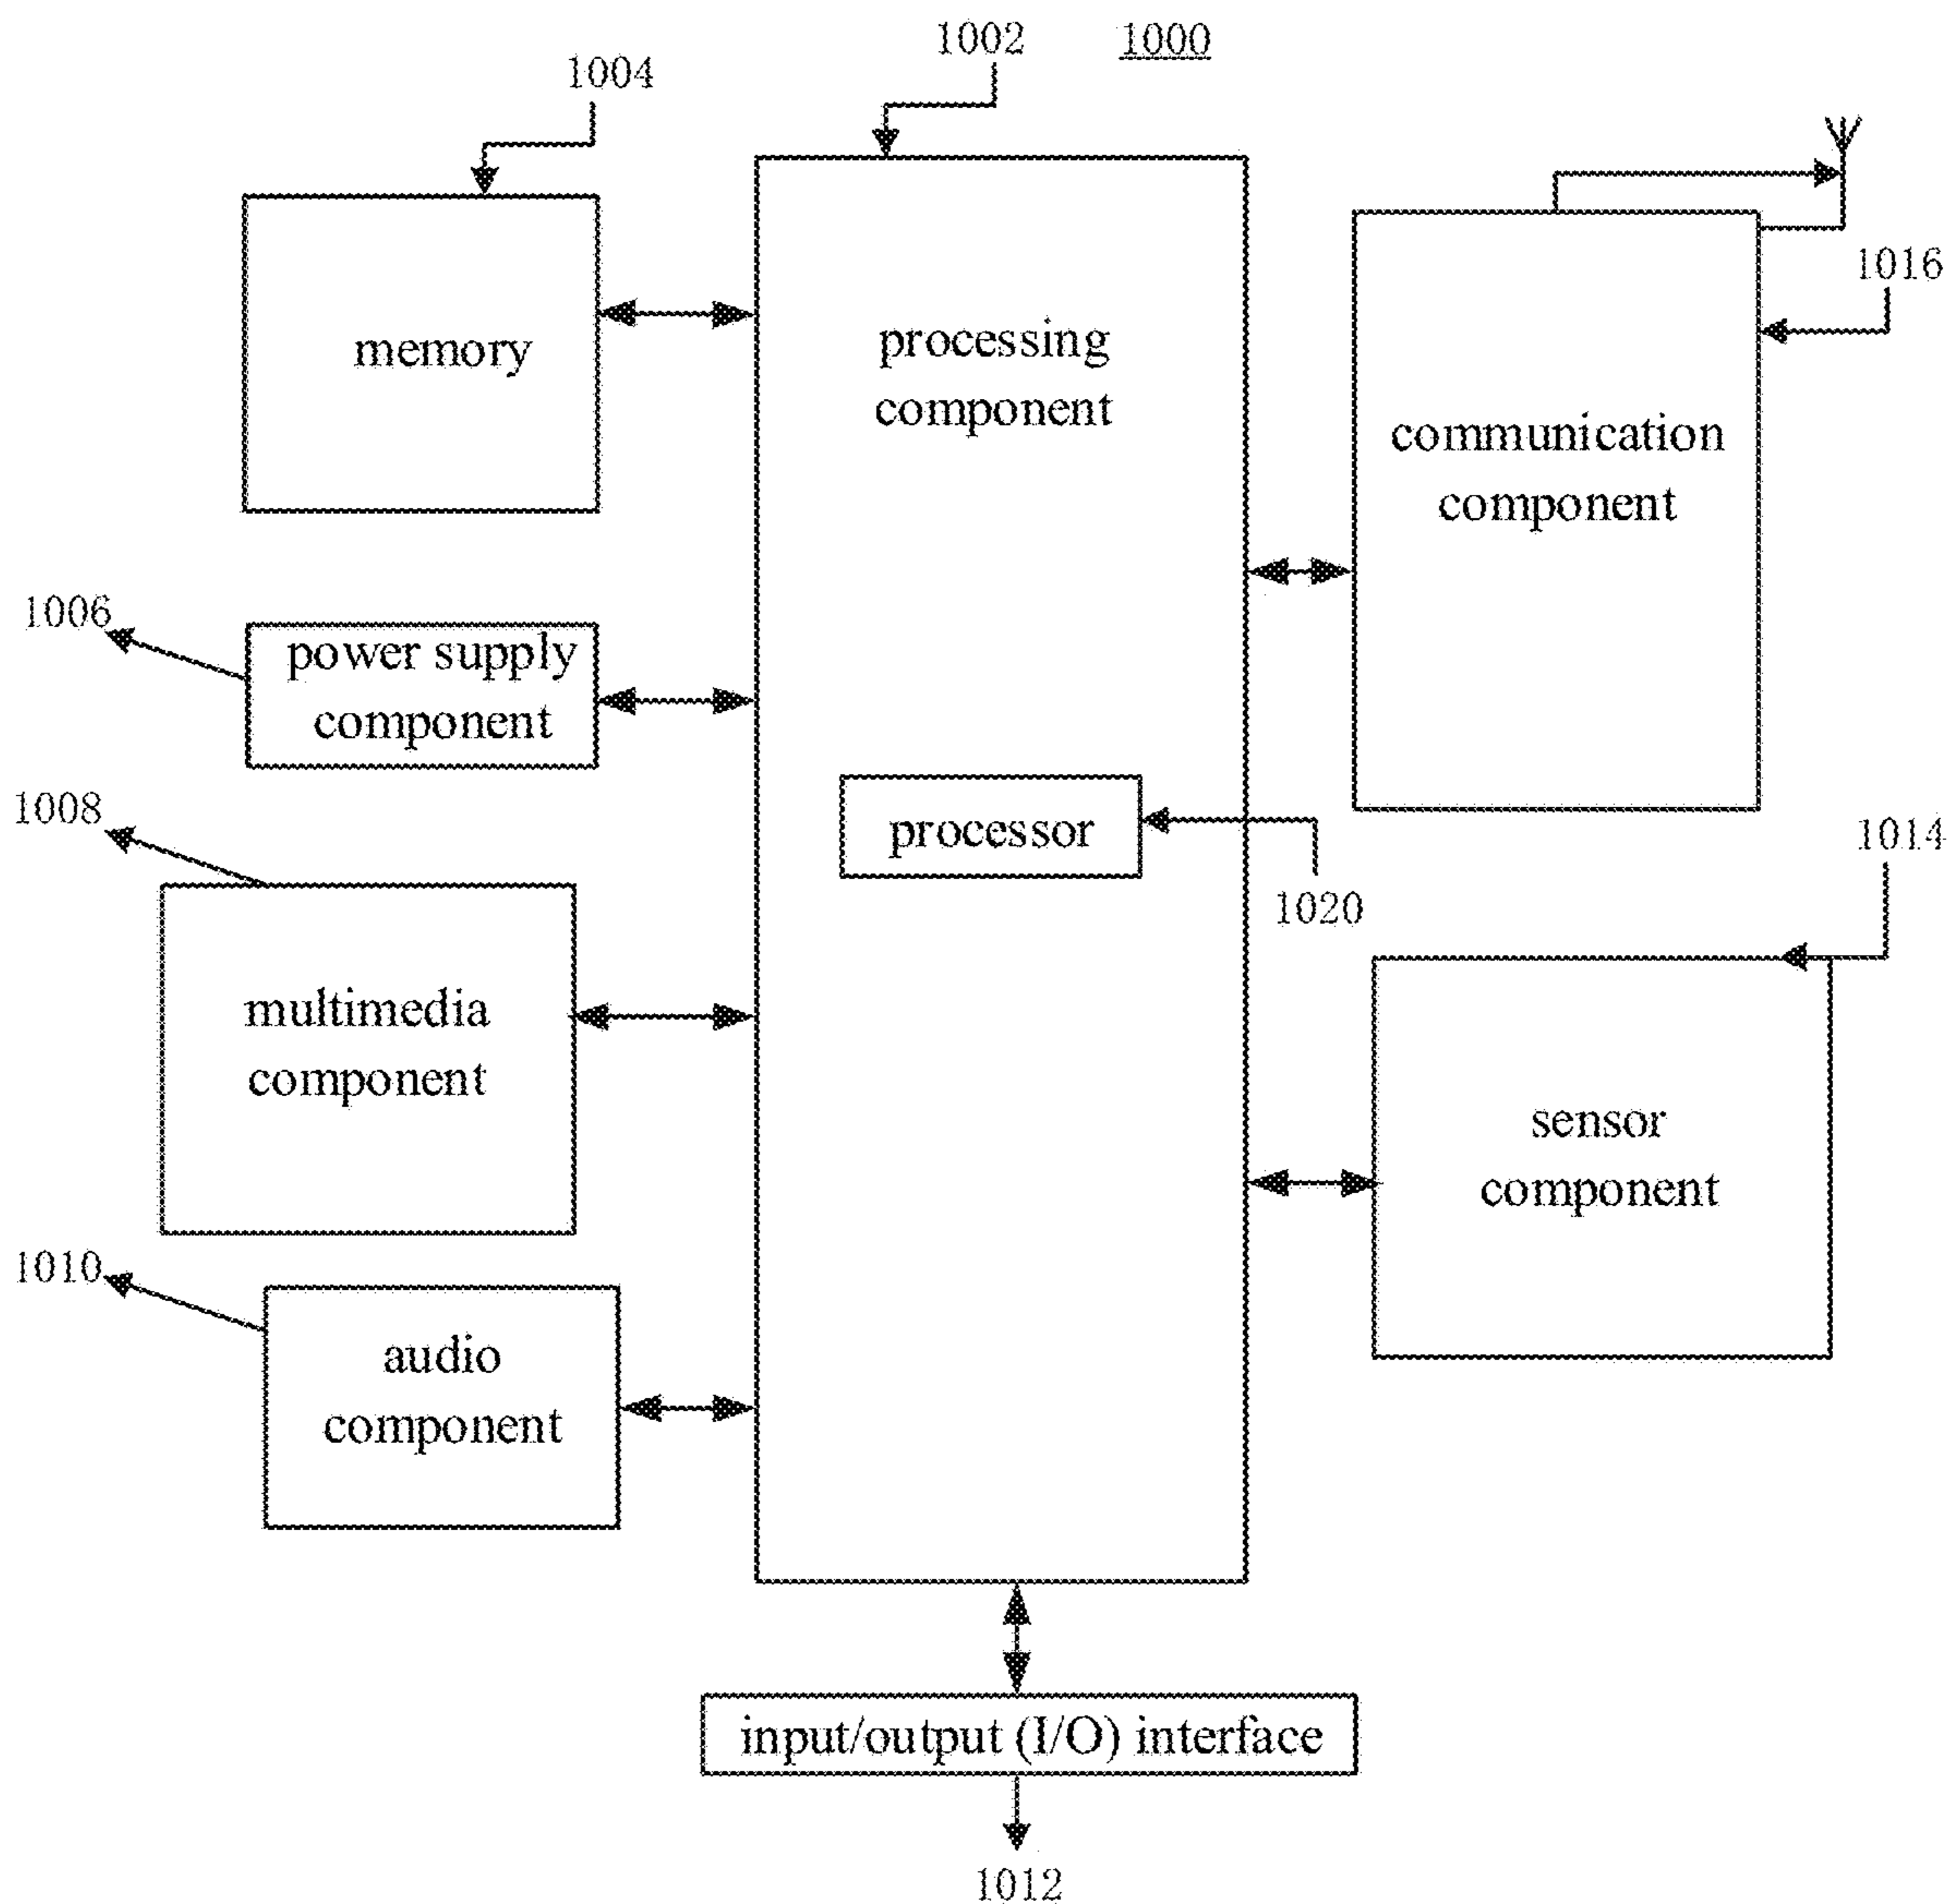 1002
1000
1004
1016
memory
processing
component
communication
component
1006
power supply
component
1008
processor
1014
1020
multimedia
component
sensor
component
1010
audio
component
input/output (I/O) interface
1012